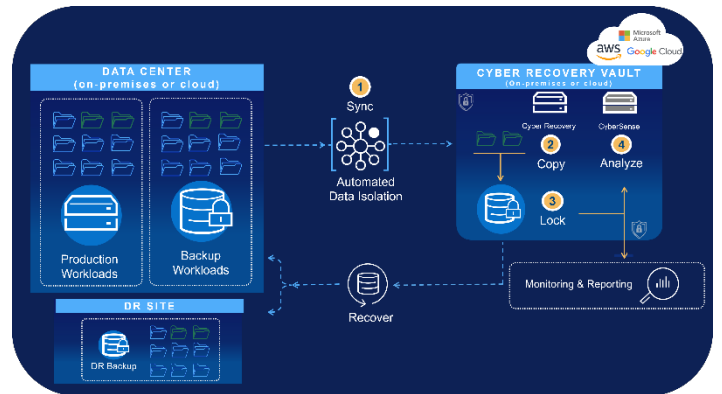 Microsoft
Azure
aws
Google Cloud
DATA CENTER
(on-premises or cloud)
Production
Workloads
Backup
Workloads
DR SITE
DR Backup
1
Sync
Automated
Data Isolation
Recover
CYBER RECOVERY VAULT
(On-premises or cloud)
Cyber Recovery
CyberSense
2
Copy
4
Analyze
3
Lock
Monitoring & Reporting